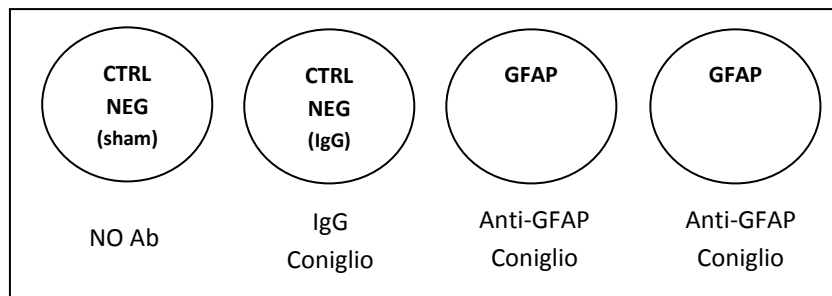 CTRL
NEG
(sham)
CTRL
NEG
(IgG)
GFAP
GFAP
NO Ab
IgG
Coniglio
Anti-GFAP
Coniglio
Anti-GFAP
Coniglio